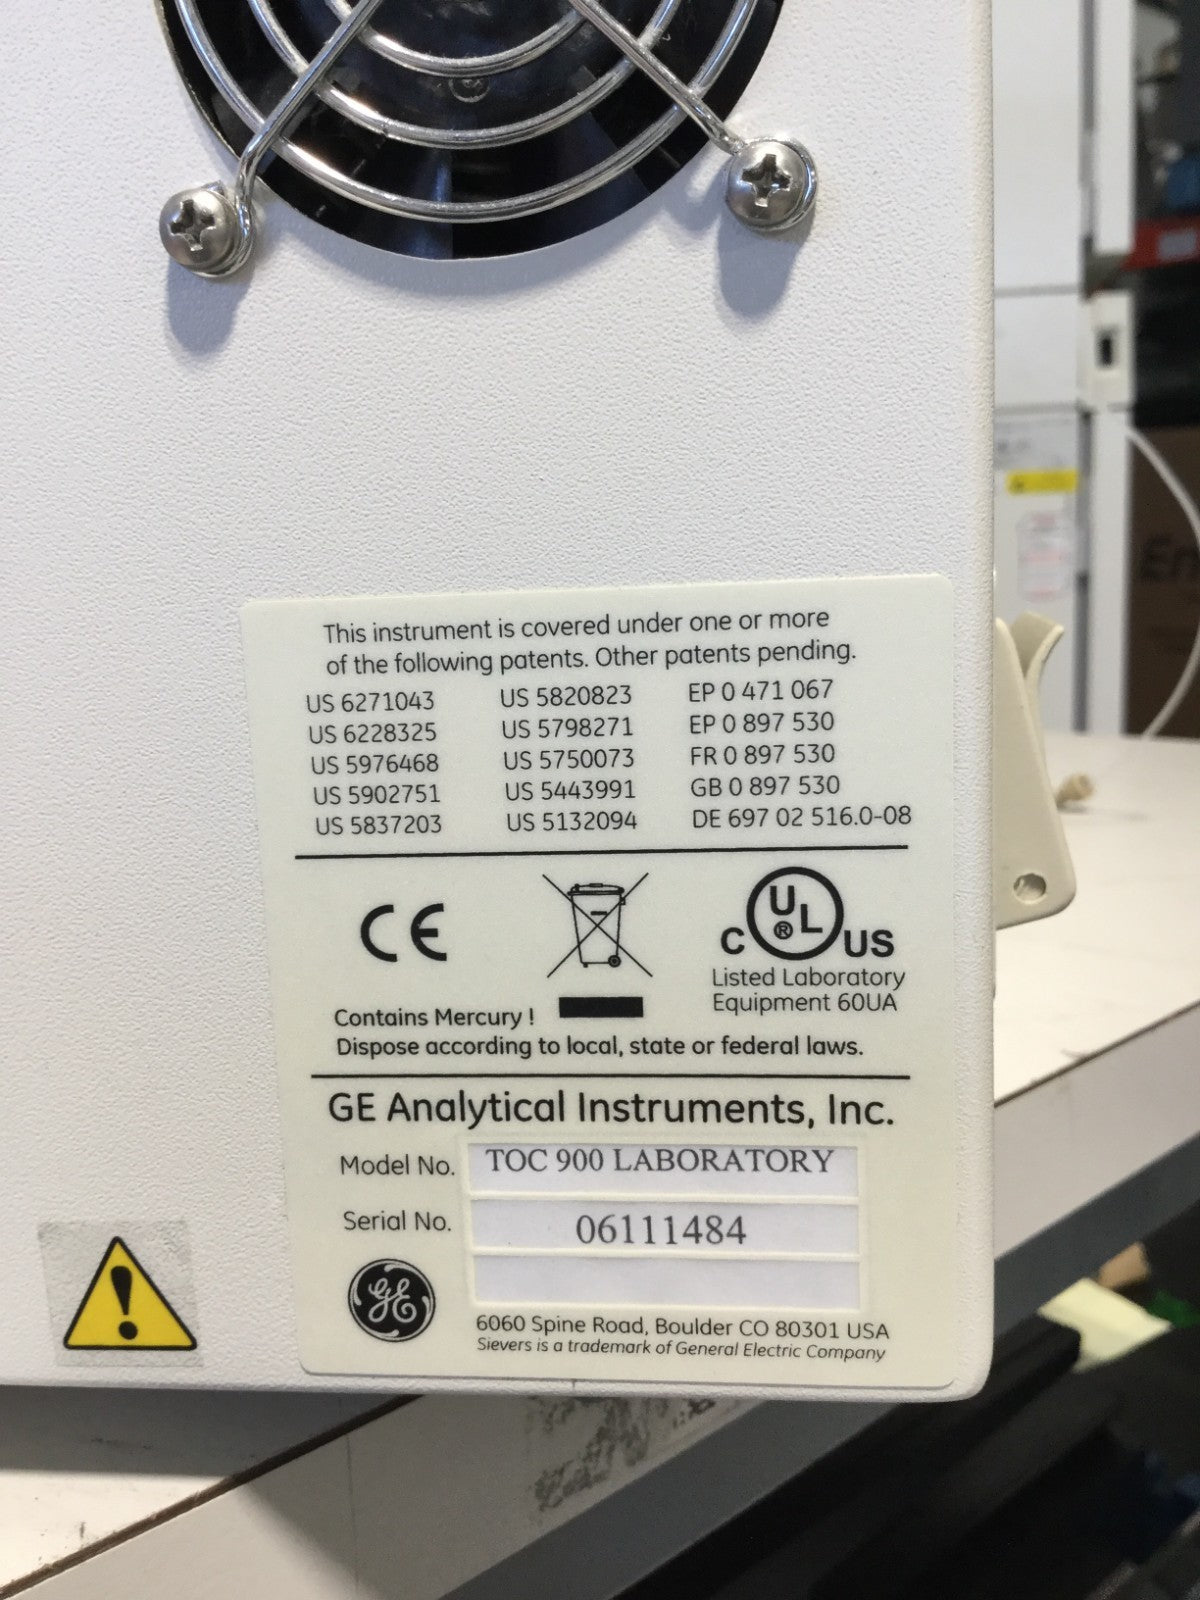 This instrument is covered under one or more
of the following patents. Other patents pending.
US 6271043 US 5820823 EP 0 471 067
US 6228325 US 5798271 EP 0 897 530
US 5976468 US 5750073 FR 0 897 530
US 5902751 US 5443991 GB 0 897 530
US 5837203 US 5132094 DE 697 02 516.0-08
CE
C UL® US
Listed Laboratory
Equipment 60UA
Contains Mercury !
Dispose according to local, state or federal laws.
GE Analytical Instruments, Inc.
Model No. TOC 900 LABORATORY
Serial No. 06111484
GE
6060 Spine Road, Boulder CO 80301 USA
Sievers is a trademark of General Electric Company